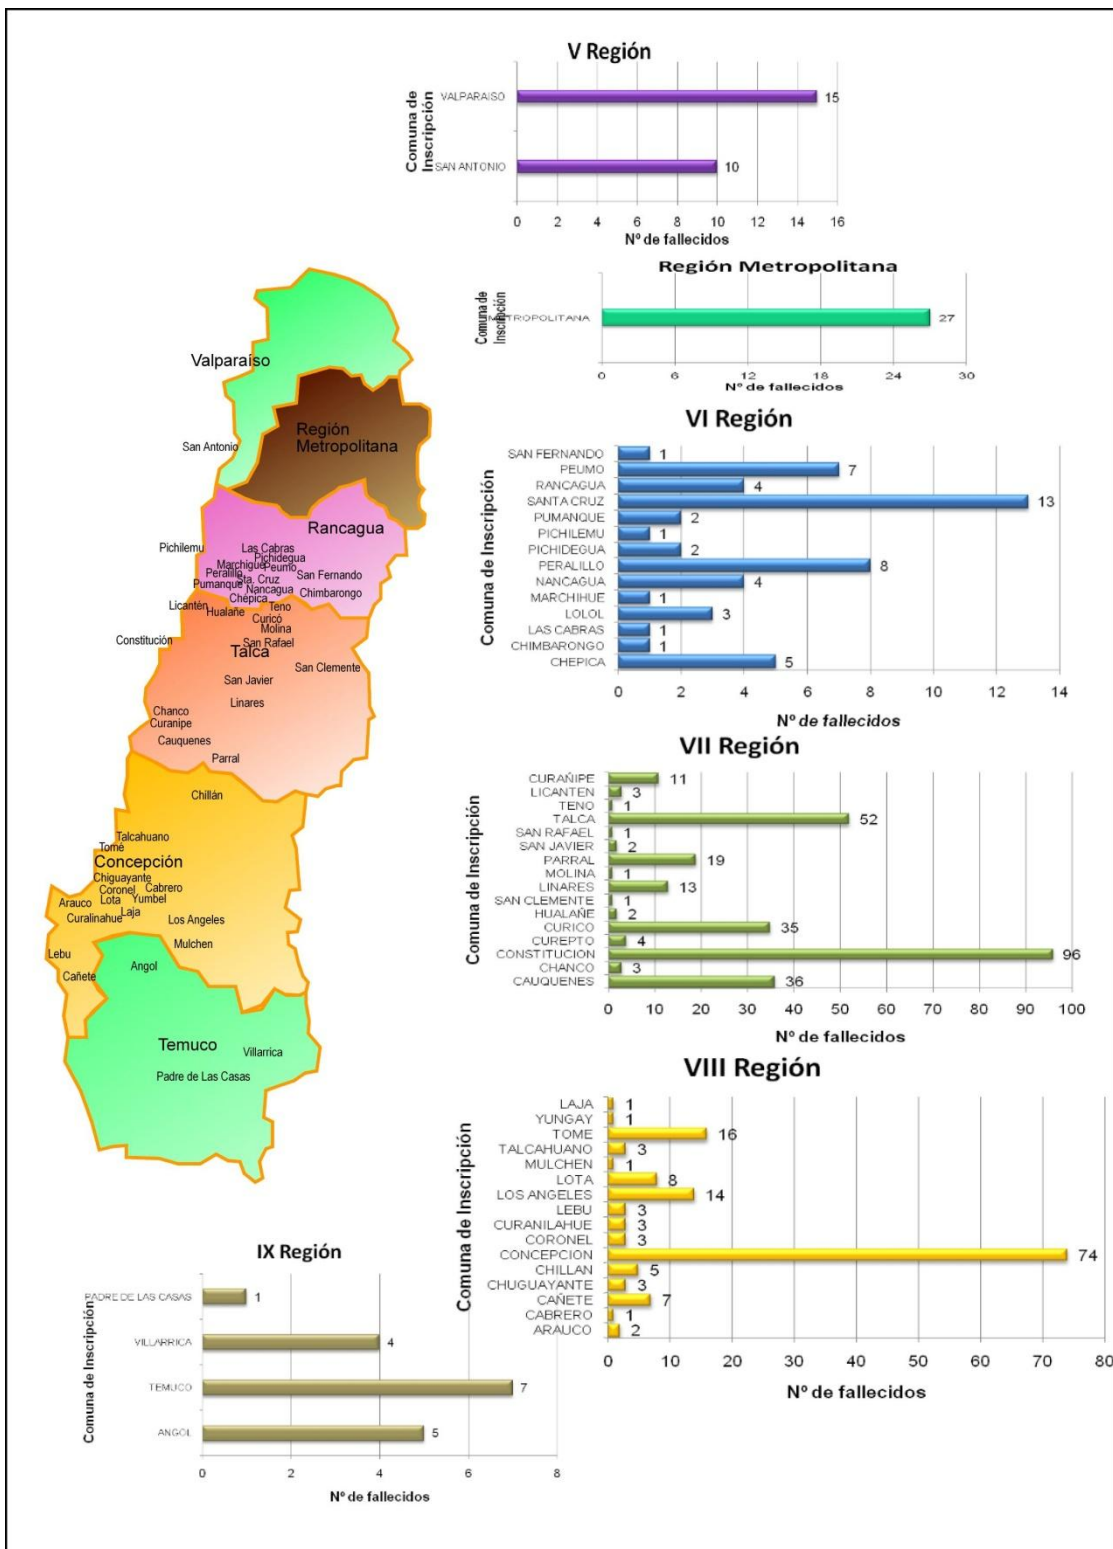 V Región
Comuna de Inscripción
VALPARAISO 15
SAN ANTONIO 10
0 2 4 6 8 10 12 14 16
Nº de fallecidos
Región Metropolitana
Comuna de Inscripción
METROPOLITANA 27
0 6 12 18 24 30
Nº de fallecidos
VI Región
Comuna de Inscripción
SAN FERNANDO 1
PEUMO 7
RANCAGUA 4
SANTA CRUZ 13
PUMANQUE 2
PICHILEMU 1
PICHIDEGUA 2
PERALILLO 8
NANCAGUA 4
MARCHIHUE 1
LOLOL 3
LAS CABRAS 1
CHIMBARONGO 1
CHEPICA 5
0 2 4 6 8 10 12 14
Nº de fallecidos
VII Región
Comuna de Inscripción
CURAÑIPE 11
LICANTEN 3
TENO 1
TALCA 52
SAN RAFAEL 1
SAN JAVIER 2
PARRAL 19
MOLINA 1
LINARES 13
SAN CLEMENTE 1
HUALAÑE 2
CURICO 35
CUREPTO 4
CONSTITUCION 96
CHANCO 3
CAUQUENES 36
0 10 20 30 40 50 60 70 80 90 100
Nº de fallecidos
VIII Región
Comuna de Inscripción
LAJA 1
YUNGAY 1
TOME 16
TALCAHUANO 3
MULCHEN 1
LOTA 8
LOS ANGELES 14
LEBU 3
CURANILAHUE 3
CORONEL 3
CONCEPCION 74
CHILLAN 5
CHUGUAYANTE 3
CAÑETE 7
CABRERO 1
ARAUCO 2
0 10 20 30 40 50 60 70 80
Nº de fallecidos
IX Región
Comuna de Inscripción
PADRE DE LAS CASAS 1
VILLARRICA 4
TEMUCO 7
ANGOL 5
0 2 4 6 8
Nº de fallecidos
Valparaíso
San Antonio
Región
Metropolitana
Rancagua
Pichilemu
Las Cabras
Pichidegua
Marchigue
Peumo
Peralillo
San Fernando
Sta. Cruz
Pumanque
Nancagua
Chimbarongo
Chépica
Licantén
Teno
Hualañe
Curicó
Molina
Constitución
San Rafael
Talca
San Clemente
San Javier
Linares
Chanco
Curanipe
Cauquenes
Parral
Chillán
Talcahuano
Tomé
Concepción
Chiguayante
Coronel
Cabrero
Arauco
Lota
Yumbel
Laja
Curalinahue
Los Angeles
Mulchen
Lebu
Angol
Cañete
Temuco
Villarrica
Padre de Las Casas